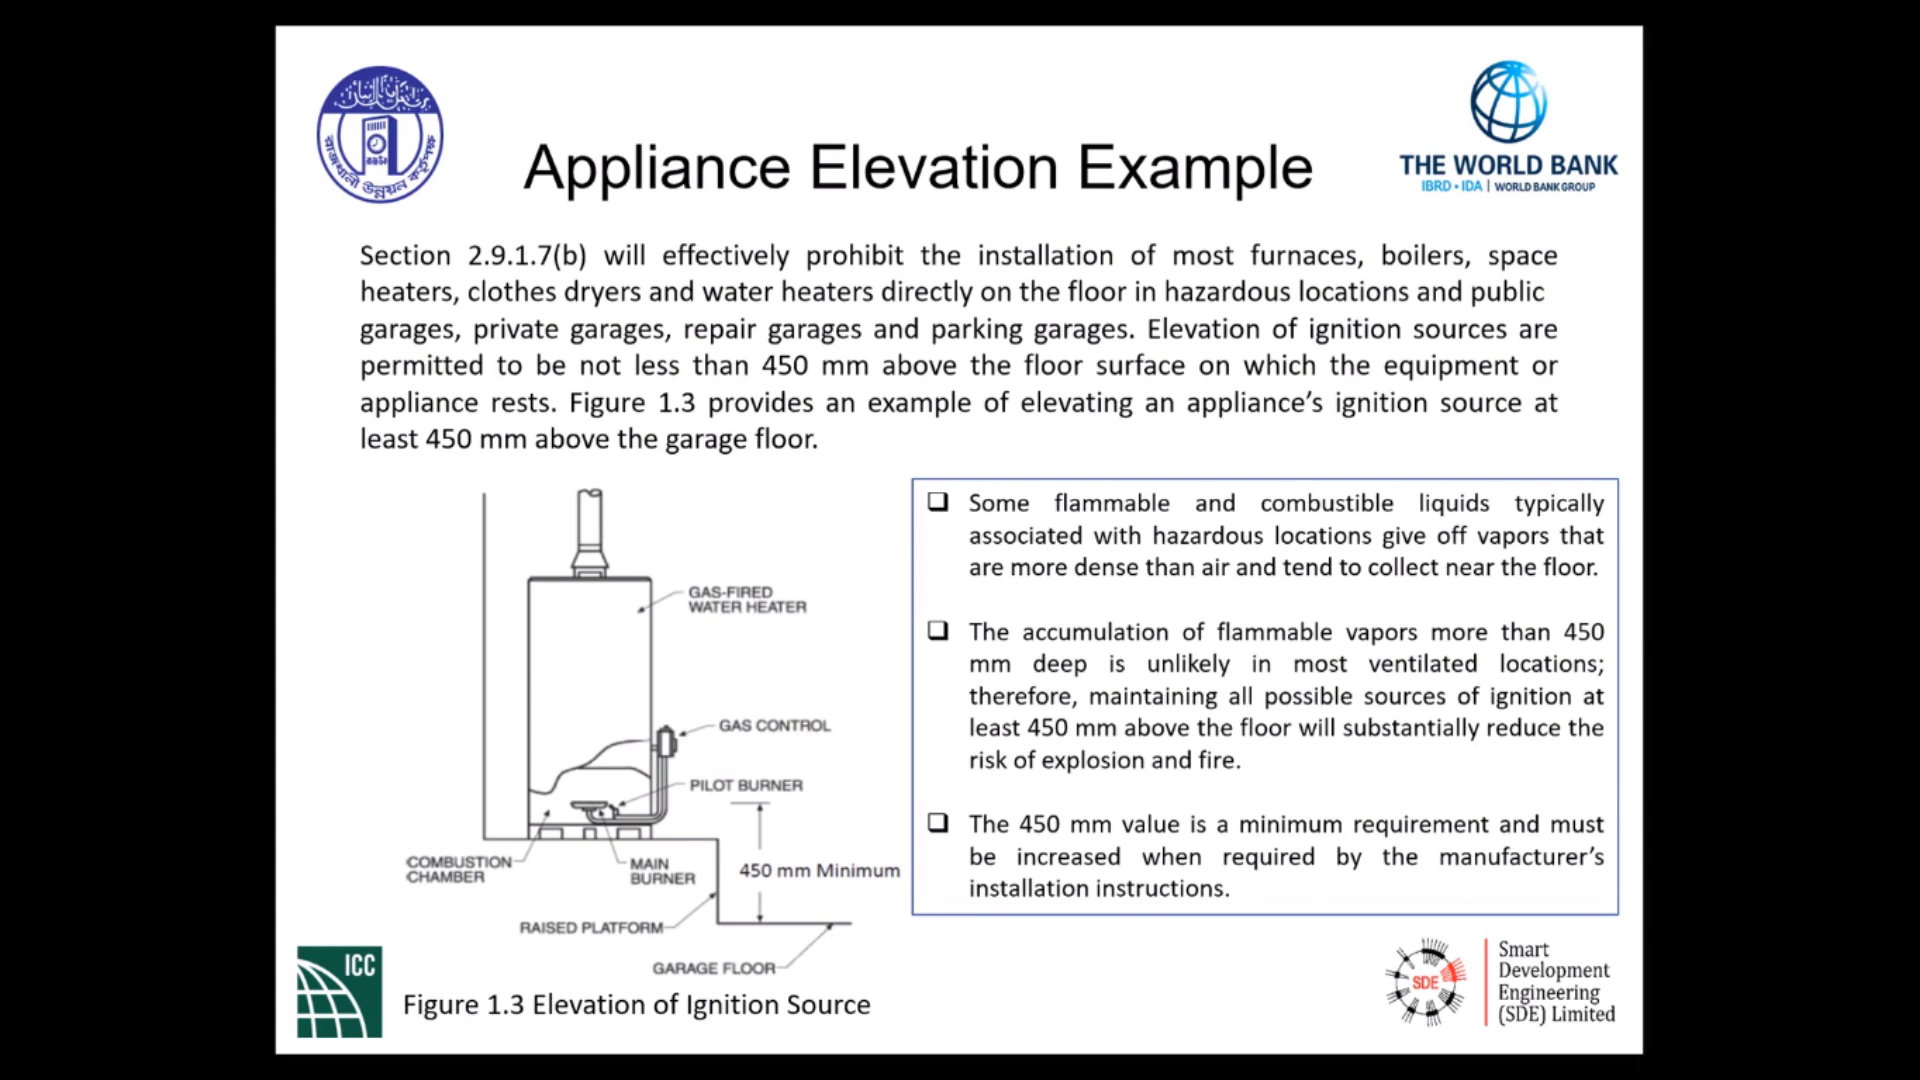 রাজধানী উন্নয়ন কর্তৃপক্ষ
রাজউক
THE WORLD BANK
IBRD • IDA | WORLD BANK GROUP
Appliance Elevation Example
Section 2.9.1.7(b) will effectively prohibit the installation of most furnaces, boilers, space
heaters, clothes dryers and water heaters directly on the floor in hazardous locations and public
garages, private garages, repair garages and parking garages. Elevation of ignition sources are
permitted to be not less than 450 mm above the floor surface on which the equipment or
appliance rests. Figure 1.3 provides an example of elevating an appliance’s ignition source at
least 450 mm above the garage floor.
GAS-FIRED
WATER HEATER
GAS CONTROL
PILOT BURNER
COMBUSTION
CHAMBER
MAIN
BURNER
450 mm Minimum
RAISED PLATFORM
GARAGE FLOOR
Figure 1.3 Elevation of Ignition Source
❑ Some flammable and combustible liquids typically
associated with hazardous locations give off vapors that
are more dense than air and tend to collect near the floor.
❑ The accumulation of flammable vapors more than 450
mm deep is unlikely in most ventilated locations;
therefore, maintaining all possible sources of ignition at
least 450 mm above the floor will substantially reduce the
risk of explosion and fire.
❑ The 450 mm value is a minimum requirement and must
be increased when required by the manufacturer’s
installation instructions.
ICC
SDE
Smart
Development
Engineering
(SDE) Limited